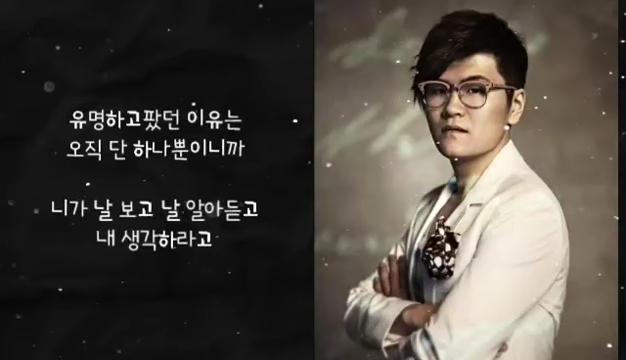 유명하고팠던 이유는
오직 단 하나뿐이니까
니가 날 보고 날 알아듣고
내 생각하라고